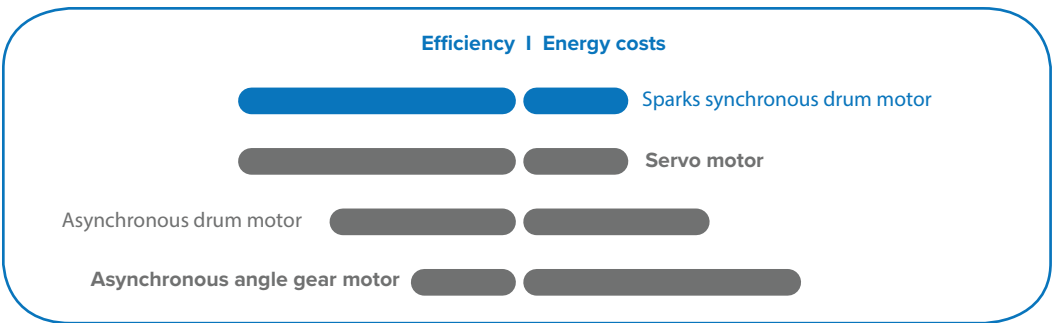 Efficiency I Energy costs
Sparks synchronous drum motor
Servo motor
Asynchronous drum motor
Asynchronous angle gear motor